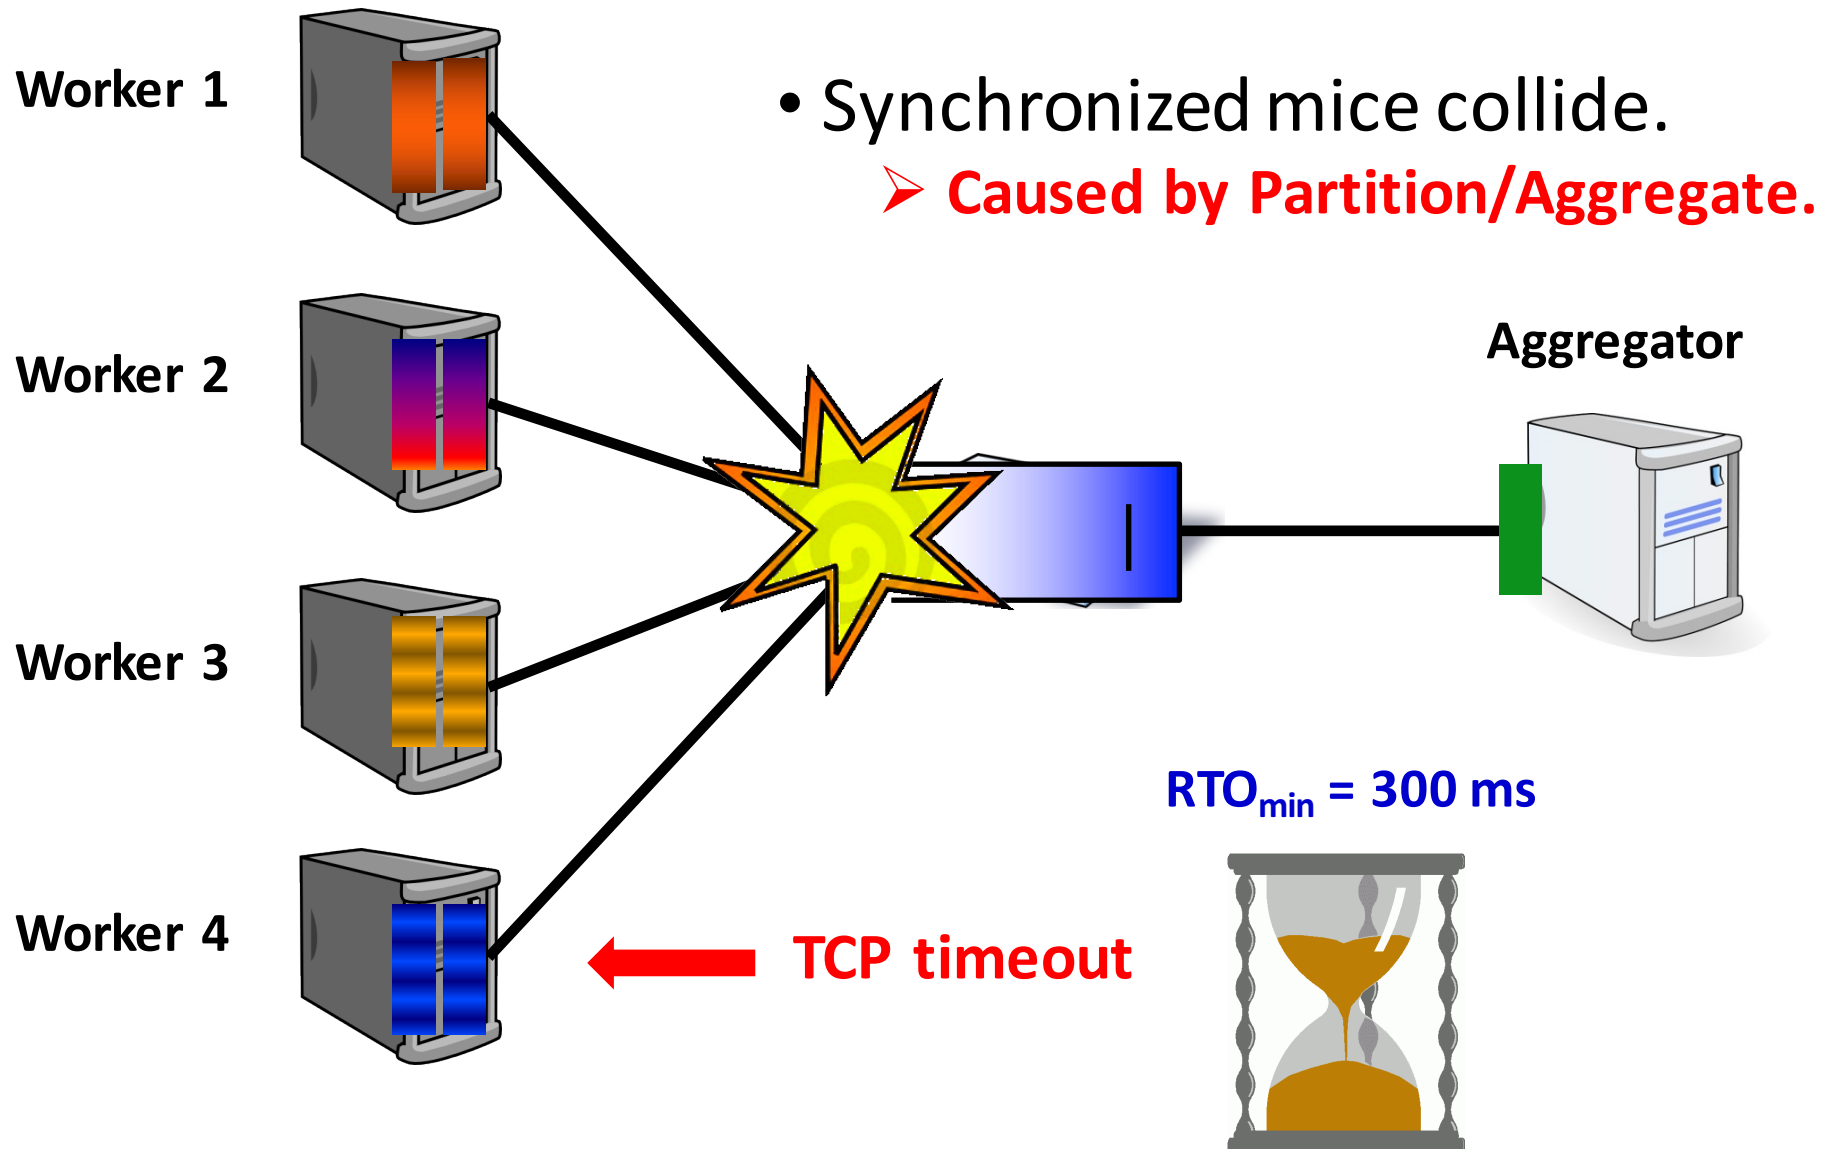 Worker 1
• Synchronized mice collide.
➢ Caused by Partition/Aggregate.
Worker 2
Aggregator
Worker 3
RTOmin = 300 ms
Worker 4
TCP timeout